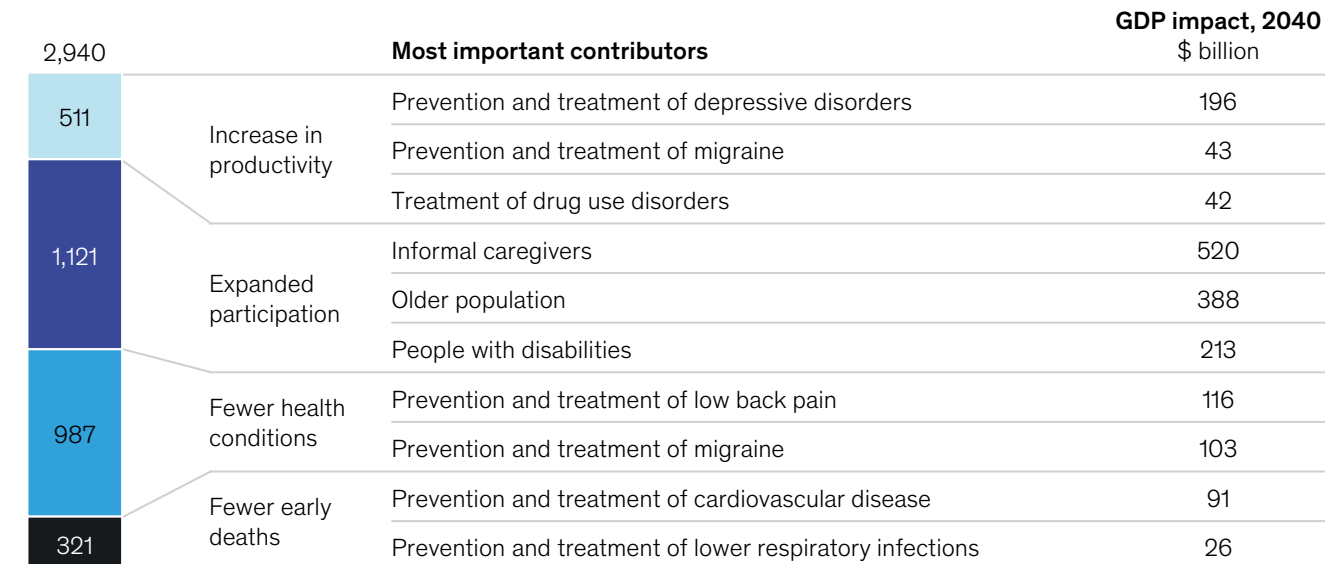 GDP impact, 2040
2,940 Most important contributors $ billion
511
Increase in
productivity
Prevention and treatment of depressive disorders 196
Prevention and treatment of migraine 43
Treatment of drug use disorders 42
1,121
Expanded
participation
Informal caregivers 520
Older population 388
People with disabilities 213
987
Fewer health
conditions
Prevention and treatment of low back pain 116
Prevention and treatment of migraine 103
321
Fewer early
deaths
Prevention and treatment of cardiovascular disease 91
Prevention and treatment of lower respiratory infections 26